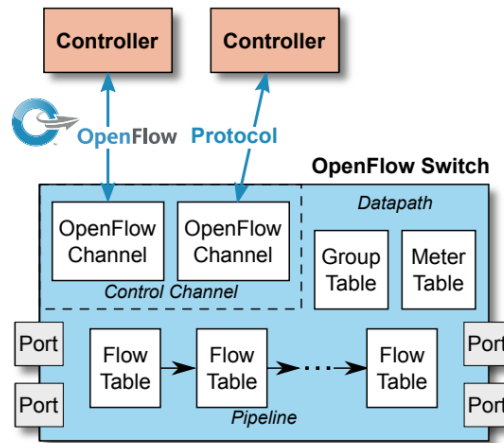 Controller
Controller
OpenFlow
Protocol
OpenFlow Switch
OpenFlow
Channel
OpenFlow
Channel
Control Channel
Datapath
Group
Table
Meter
Table
Port
Port
Flow
Table
Flow
Table
...
Flow
Table
Pipeline
Port
Port